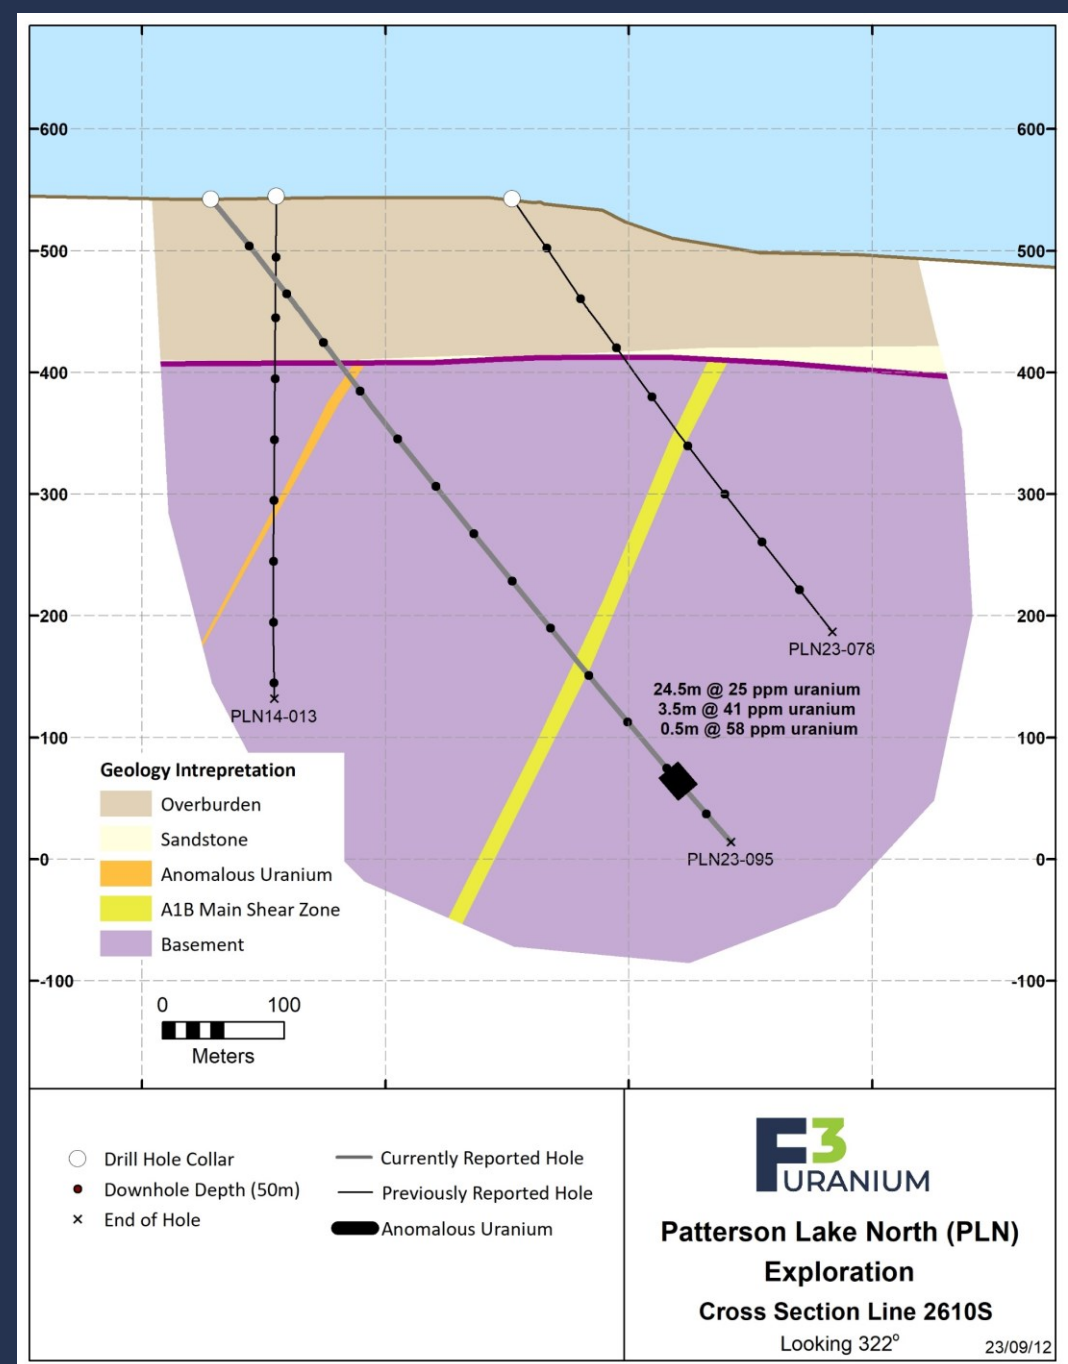 600 600
500 500
400 400
300 300
200 200
PLN23-078
24.5m @ 25 ppm uranium
3.5m @ 41 ppm uranium
0.5m @ 58 ppm uranium
PLN14-013
100 100
Geology Intrepretation
Overburden
Sandstone
Anomalous Uranium
A1B Main Shear Zone
Basement
PLN23-095
0 0
-100 -100
0 100
Meters
Drill Hole Collar
Downhole Depth (50m)
End of Hole
Currently Reported Hole
Previously Reported Hole
Anomalous Uranium
F3
URANIUM
Patterson Lake North (PLN)
Exploration
Cross Section Line 2610S
Looking 322°
23/09/12